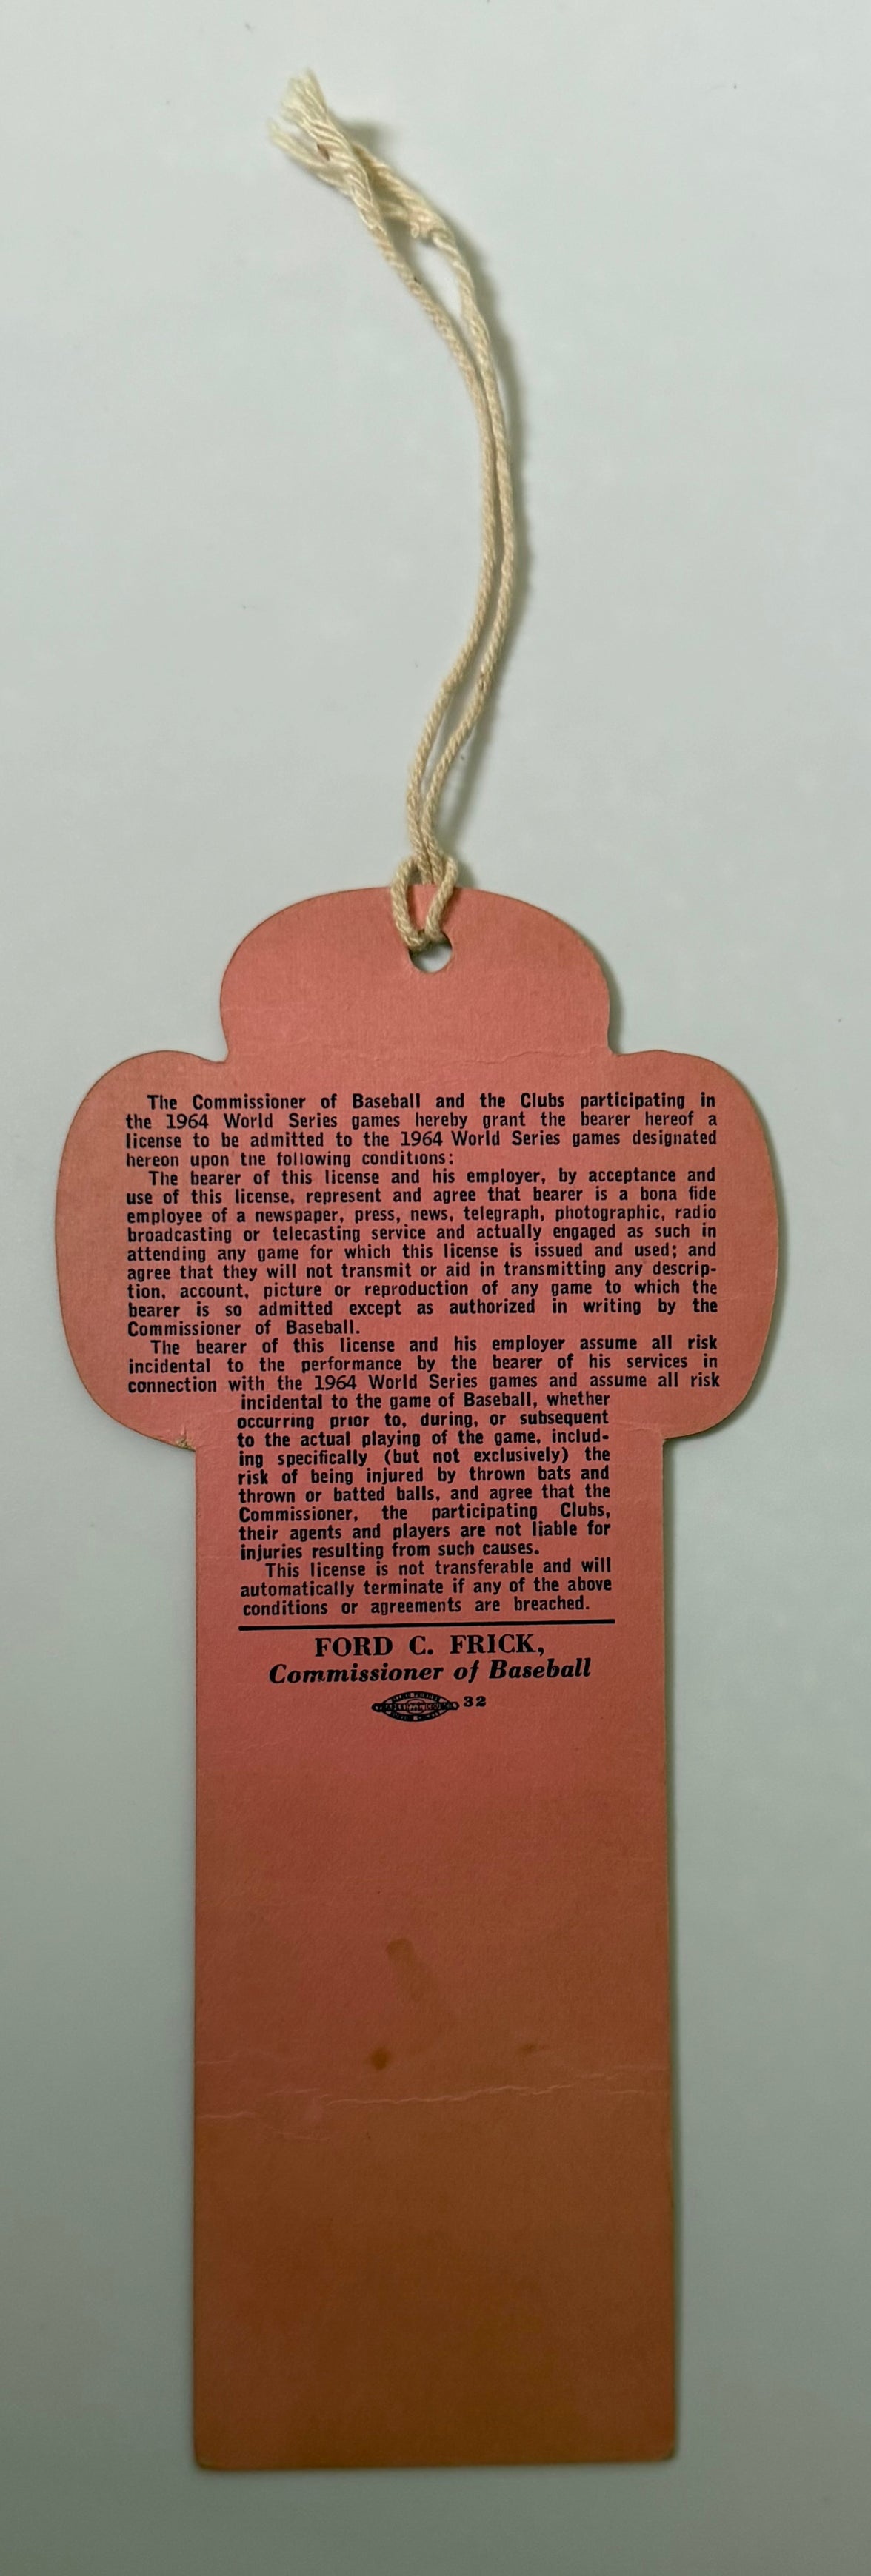 The Commissioner of Baseball and the Clubs participating in
the 1964 World Series games hereby grant the bearer hereof a
license to be admitted to the 1964 World Series games designated
hereon upon the following conditions:
The bearer of this license and his employer, by acceptance and
use of this license, represent and agree that bearer is a bona fide
employee of a newspaper, press, news, telegraph, photographic, radio
broadcasting or telecasting service and actually engaged as such in
attending any game for which this license is issued and used; and
agree that they will not transmit or aid in transmitting any descrip-
tion, account, picture or reproduction of any game to which the
bearer is so admitted except as authorized in writing by the
Commissioner of Baseball.
The bearer of this license and his employer assume all risk
incidental to the performance by the bearer of his services in
connection with the 1964 World Series games and assume all risk
incidental to the game of Baseball, whether
occurring prior to, during, or subsequent
to the actual playing of the game, includ-
ing specifically (but not exclusively) the
risk of being injured by thrown bats and
thrown or batted balls, and agree that the
Commissioner, the participating Clubs,
their agents and players are not liable for
injuries resulting from such causes.
This license is not transferable and will
automatically terminate if any of the above
conditions or agreements are breached.
FORD C. FRICK,
Commissioner of Baseball
32